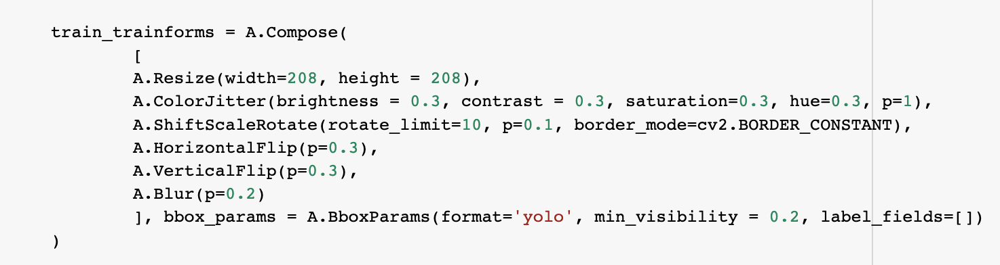 train_trainforms = A.Compose(
[
A.Resize(width=208, height = 208),
A.ColorJitter(brightness = 0.3, contrast = 0.3, saturation=0.3, hue=0.3, p=1),
A.ShiftScaleRotate(rotate_limit=10, p=0.1, border_mode=cv2.BORDER_CONSTANT),
A.HorizontalFlip(p=0.3),
A.VerticalFlip(p=0.3),
A.Blur(p=0.2)
], bbox_params = A.BboxParams(format='yolo', min_visibility = 0.2, label_fields=[])
)